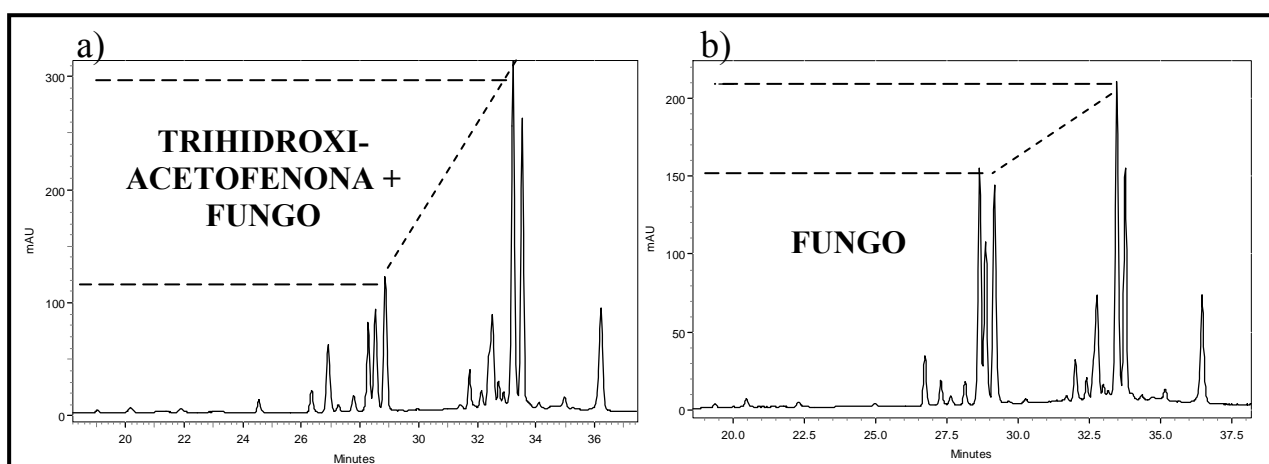 a)
300
200
100
0
mAU
TRIHIDROXI-
ACETOFENONA +
FUNGO
20 22 24 26 28 30 32 34 36
Minutes
b)
200
150
100
50
0
mAU
FUNGO
20.0 22.5 25.0 27.5 30.0 32.5 35.0 37.5
Minutes